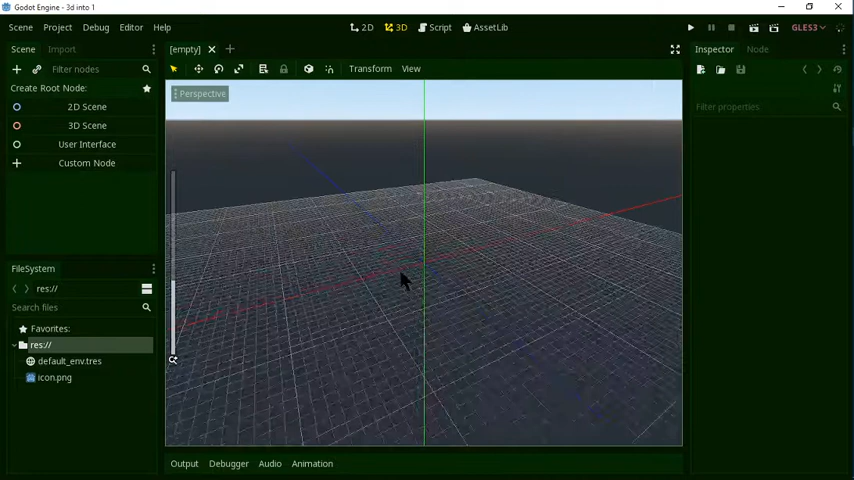 Godot Engine - 3d into 1
Scene Project Debug Editor Help
2D 3D Script AssetLib
GLES3
Scene Import
[empty]
Inspector Node
Filter nodes
Transform View
Create Root Node:
Perspective
2D Scene
Filter properties
3D Scene
User Interface
Custom Node
FileSystem
res://
Search files
Favorites:
res://
default_env.tres
icon.png
Output Debugger Audio Animation